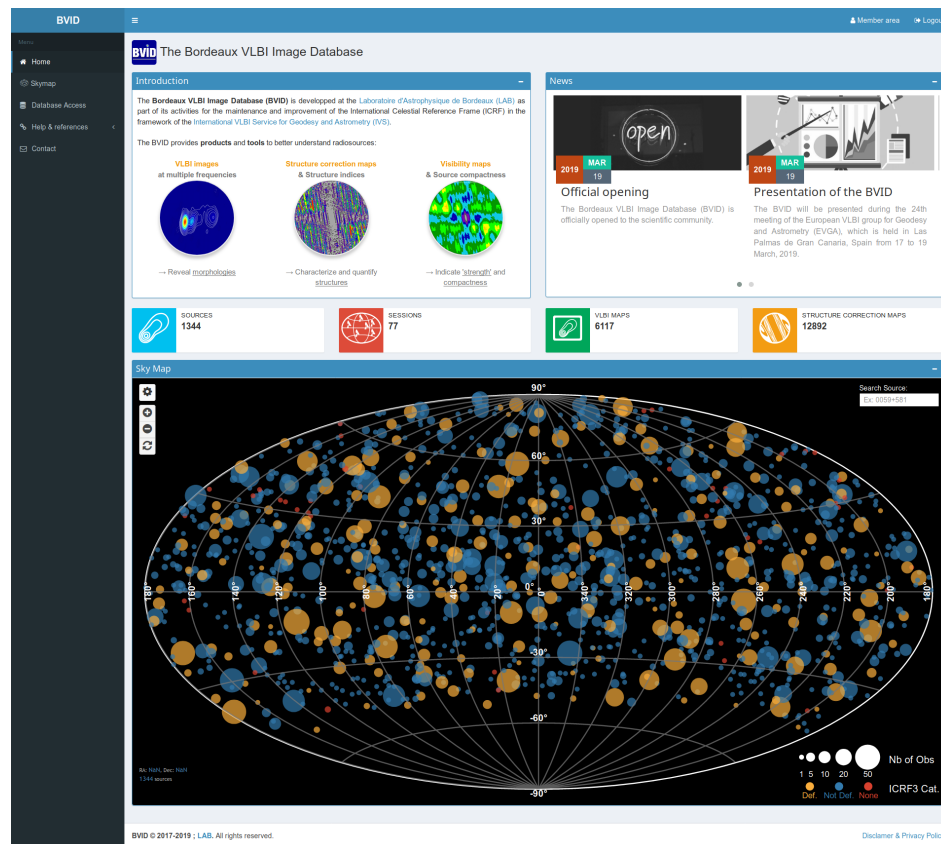 BVID
Member area
Logou
Menu
Home
Skymap
Database Access
Help & references
Contact
BVID The Bordeaux VLBI Image Database
Introduction
The Bordeaux VLBI Image Database (BVID) is developped at the Laboratoire d'Astrophysique de Bordeaux (LAB) as
part of its activities for the maintenance and improvement of the International Celestial Reference Frame (ICRF) in the
framework of the International VLBI Service for Geodesy and Astrometry (IVS).
The BVID provides products and tools to better understand radiosources:
VLBI images
at multiple frequencies
→ Reveal morphologies
Structure correction maps
& Structure indices
→ Characterize and quantify
structures
Visibility maps
& Source compactness
→ Indicate 'strength' and
compactness
News
open
2019 MAR
19
Official opening
The Bordeaux VLBI Image Database (BVID) is
officially opened to the scientific community.
2019 MAR
19
Presentation of the BVID
The BVID will be presented during the 24th
meeting of the European VLBI group for Geodesy
and Astrometry (EVGA), which is held in Las
Palmas de Gran Canaria, Spain from 17 to 19
March, 2019.
SOURCES
1344
SESSIONS
77
VLBI MAPS
6117
STRUCTURE CORRECTION MAPS
12892
Sky Map
Search Source:
Ex: 0059+581
90°
60°
30°
0°
180° 160° 140° 120° 100° 80° 60° 40° 20° 0° 340° 320° 300° 280° 260° 240° 220° 200° 180°
-30°
-60°
-90°
RA: NAN, Dec: NAN
1344 sources
Nb of Obs
1 5 10 20 50
ICRF3 Cat.
Def. Not Def. None
BVID © 2017-2019 ; LAB. All rights reserved.
Disclamer & Privacy Polic